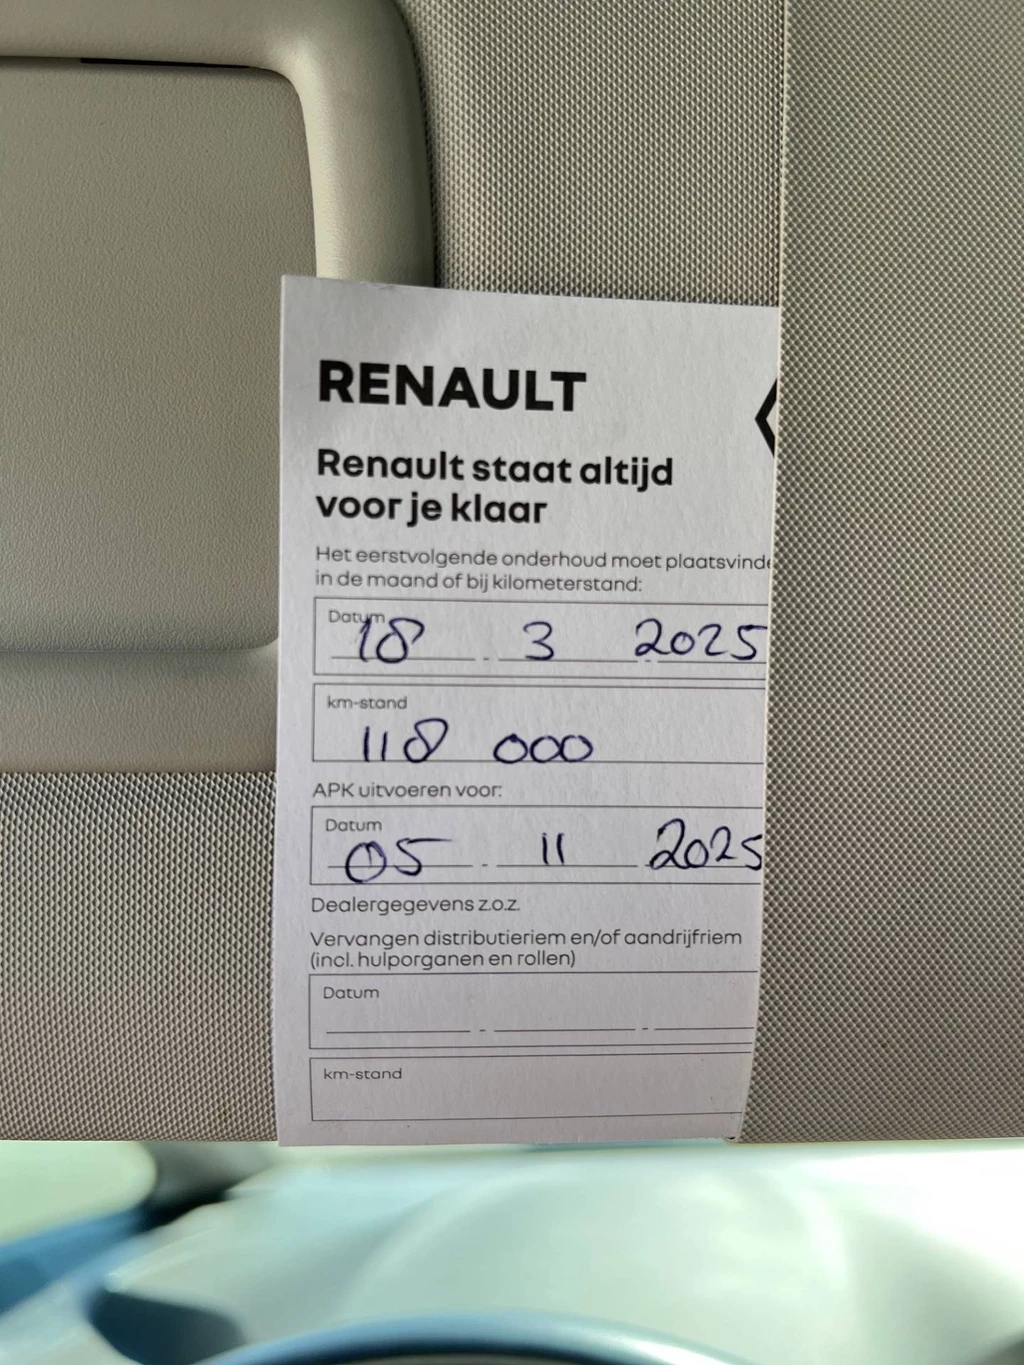 RENAULT
Renault staat altijd
voor je klaar
Het eerstvolgende onderhoud moet plaatsvinde
in de maand of bij kilometerstand:
Datum
18 . 3 . 2025
km-stand
118 000
APK uitvoeren voor:
Datum
05 . 11 2025
Dealergegevens z.o.z.
Vervangen distributieriem en/of aandrijfriem
(incl. hulporganen en rollen)
Datum
km-stand